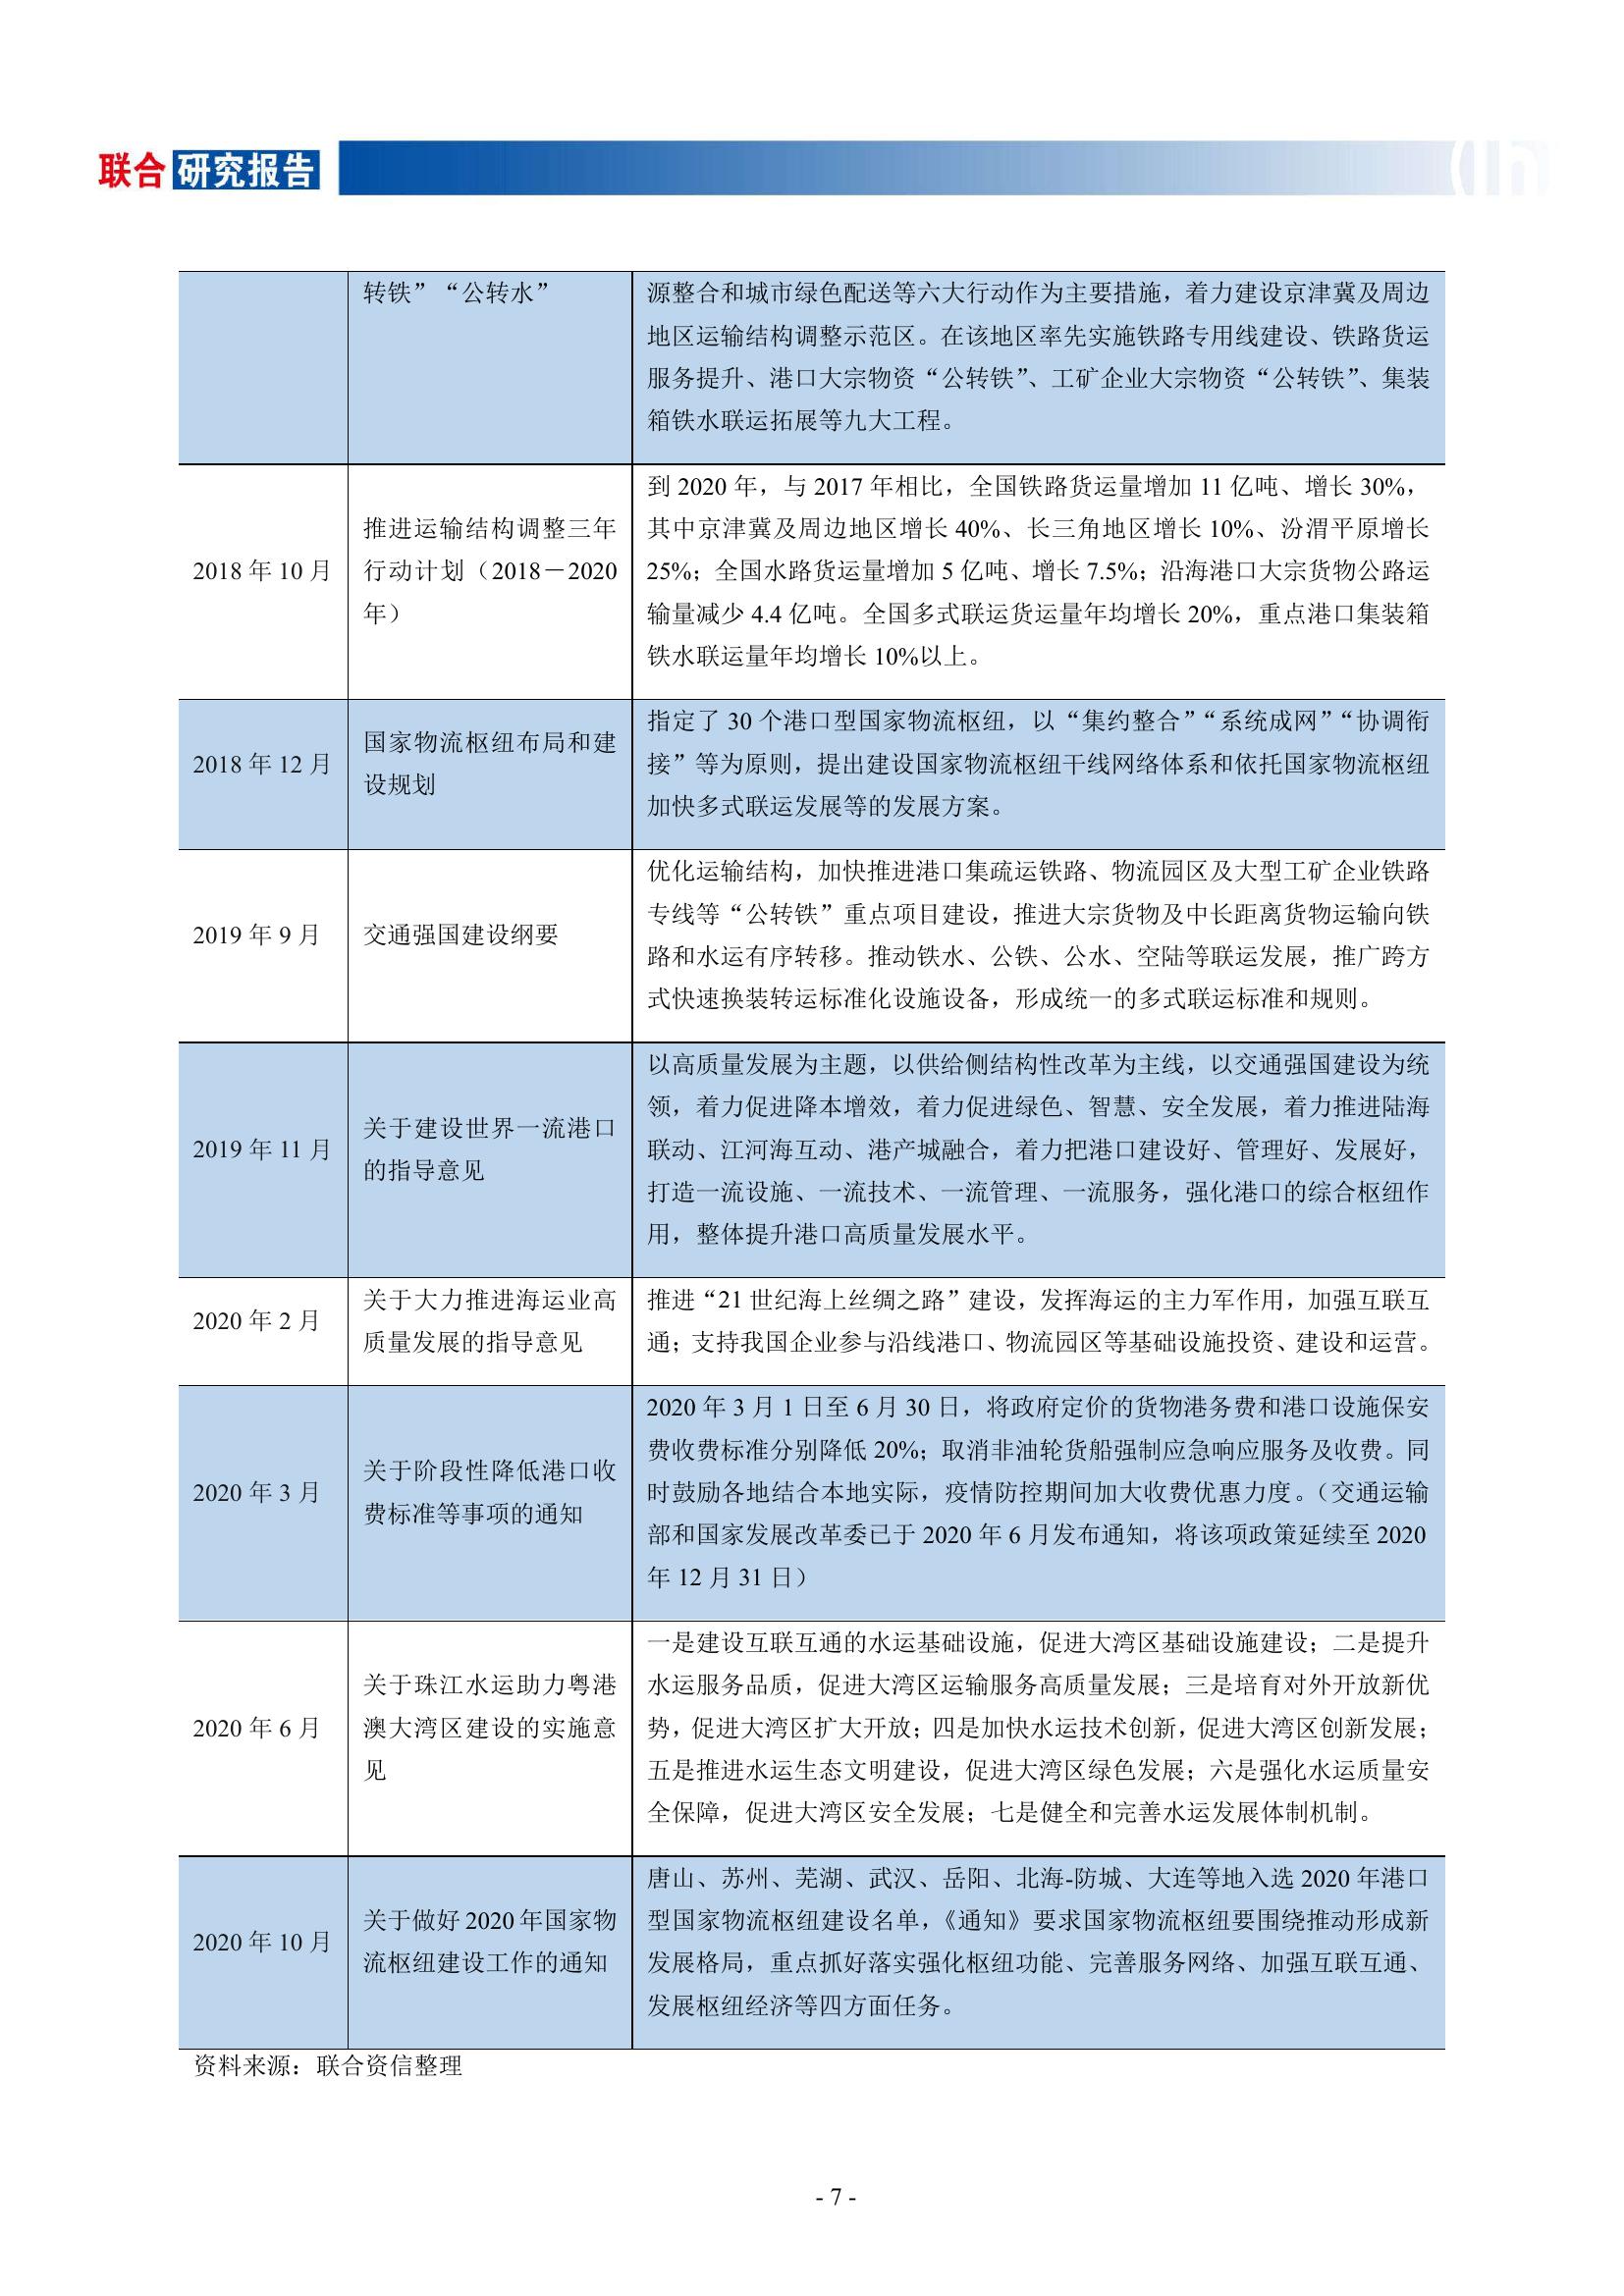 联合 研究报告
转铁”“公转水”
源整合和城市绿色配送等六大行动作为主要措施，着力建设京津冀及周边
地区运输结构调整示范区。在该地区率先实施铁路专用线建设、铁路货运
服务提升、港口大宗物资“公转铁”、工矿企业大宗物资“公转铁”、集装
箱铁水联运拓展等九大工程。
2018 年 10 月
推进运输结构调整三年
行动计划（2018－2020
年）
到 2020 年，与 2017 年相比，全国铁路货运量增加 11 亿吨、增长 30%，
其中京津冀及周边地区增长 40%、长三角地区增长 10%、汾渭平原增长
25%；全国水路货运量增加 5 亿吨、增长 7.5%；沿海港口大宗货物公路运
输量减少 4.4 亿吨。全国多式联运货运量年均增长 20%，重点港口集装箱
铁水联运量年均增长 10%以上。
2018 年 12 月
国家物流枢纽布局和建
设规划
指定了 30 个港口型国家物流枢纽，以“集约整合”“系统成网”“协调衔
接”等为原则，提出建设国家物流枢纽干线网络体系和依托国家物流枢纽
加快多式联运发展等的发展方案。
2019 年 9 月
交通强国建设纲要
优化运输结构，加快推进港口集疏运铁路、物流园区及大型工矿企业铁路
专线等“公转铁”重点项目建设，推进大宗货物及中长距离货物运输向铁
路和水运有序转移。推动铁水、公铁、公水、空陆等联运发展，推广跨方
式快速换装转运标准化设施设备，形成统一的多式联运标准和规则。
2019 年 11 月
关于建设世界一流港口
的指导意见
以高质量发展为主题，以供给侧结构性改革为主线，以交通强国建设为统
领，着力促进降本增效，着力促进绿色、智慧、安全发展，着力推进陆海
联动、江河海互动、港产城融合，着力把港口建设好、管理好、发展好，
打造一流设施、一流技术、一流管理、一流服务，强化港口的综合枢纽作
用，整体提升港口高质量发展水平。
2020 年 2 月
关于大力推进海运业高
质量发展的指导意见
推进“21 世纪海上丝绸之路”建设，发挥海运的主力军作用，加强互联互
通；支持我国企业参与沿线港口、物流园区等基础设施投资、建设和运营。
2020 年 3 月
关于阶段性降低港口收
费标准等事项的通知
2020 年 3 月 1 日至 6 月 30 日，将政府定价的货物港务费和港口设施保安
费收费标准分别降低 20%；取消非油轮货船强制应急响应服务及收费。同
时鼓励各地结合本地实际，疫情防控期间加大收费优惠力度。（交通运输
部和国家发展改革委已于 2020 年 6 月发布通知，将该项政策延续至 2020
年 12 月 31 日）
2020 年 6 月
关于珠江水运助力粤港
澳大湾区建设的实施意
见
一是建设互联互通的水运基础设施，促进大湾区基础设施建设；二是提升
水运服务品质，促进大湾区运输服务高质量发展；三是培育对外开放新优
势，促进大湾区扩大开放；四是加快水运技术创新，促进大湾区创新发展；
五是推进水运生态文明建设，促进大湾区绿色发展；六是强化水运质量安
全保障，促进大湾区安全发展；七是健全和完善水运发展体制机制。
2020 年 10 月
关于做好 2020 年国家物
流枢纽建设工作的通知
唐山、苏州、芜湖、武汉、岳阳、北海-防城、大连等地入选 2020 年港口
型国家物流枢纽建设名单，《通知》要求国家物流枢纽要围绕推动形成新
发展格局，重点抓好落实强化枢纽功能、完善服务网络、加强互联互通、
发展枢纽经济等四方面任务。
资料来源：联合资信整理
- 7 -